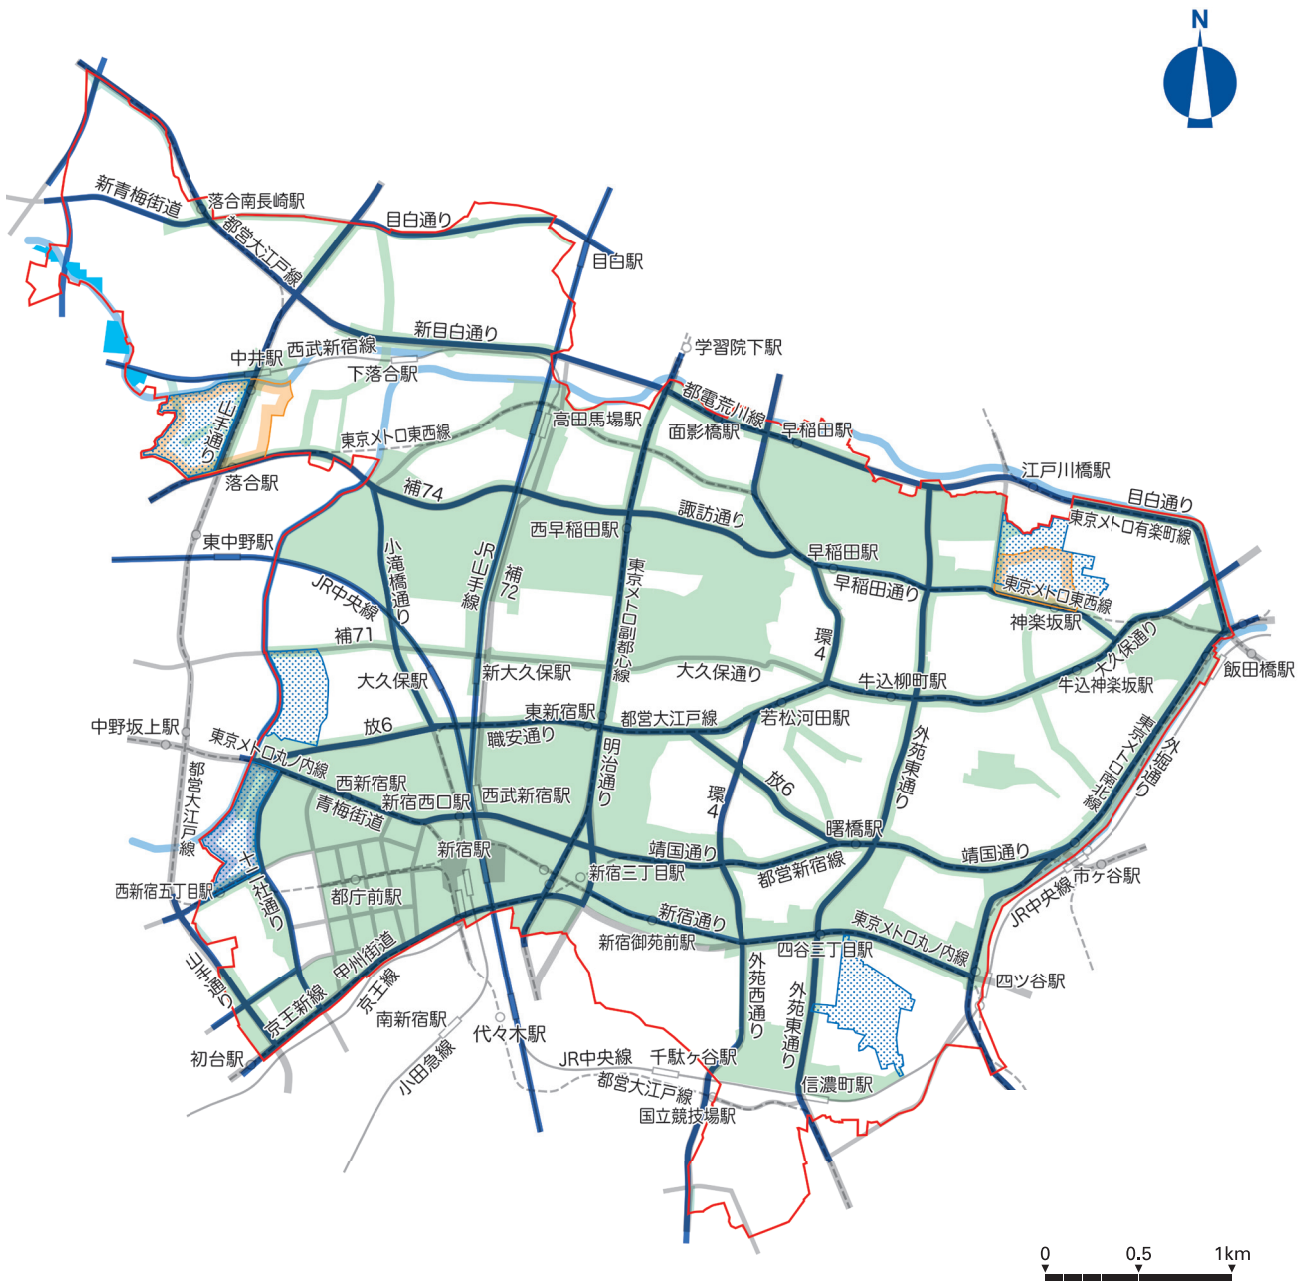 N
新青梅街道
落合南長崎駅
目白通り
都営大江戸線
目白駅
新目白通り
学習院下駅
中井駅
西武新宿線
下落合駅
都電荒川線
山手通り
高田馬場駅
面影橋駅
早稲田駅
東京メトロ東西線
落合駅
江戸川橋駅
目白通り
補74
諏訪通り
東京メトロ有楽町線
西早稲田駅
東中野駅
小滝橋通り
JR山手線
補72
早稲田駅
早稲田通り
東京メトロ東西線
JR中央線
東京メトロ副都心線
神楽坂駅
補71
環4
大久保通り
大久保駅
新大久保駅
大久保通り
牛込柳町駅
牛込神楽坂駅
飯田橋駅
中野坂上駅
放6
東新宿駅
都営大江戸線
若松河田駅
職安通り
東京メトロ丸ノ内線
明治通り
外苑東通り
東京メトロ南北線
外堀通り
都営大江戸線
西新宿駅
青梅街道
新宿西口駅
西武新宿駅
環4
放6
新宿駅
靖国通り
曙橋駅
都営新宿線
靖国通り
西新宿五丁目駅
十二社通り
都庁前駅
新宿三丁目駅
市ヶ谷駅
JR中央線
新宿通り
新宿御苑前駅
四谷三丁目駅
東京メトロ丸ノ内線
甲州街道
山手通り
京王線
京王新線
外苑西通り
外苑東通り
四ツ谷駅
南新宿駅
代々木駅
初台駅
小田急線
JR中央線
千駄ヶ谷駅
都営大江戸線
信濃町駅
国立競技場駅
0 0.5 1km